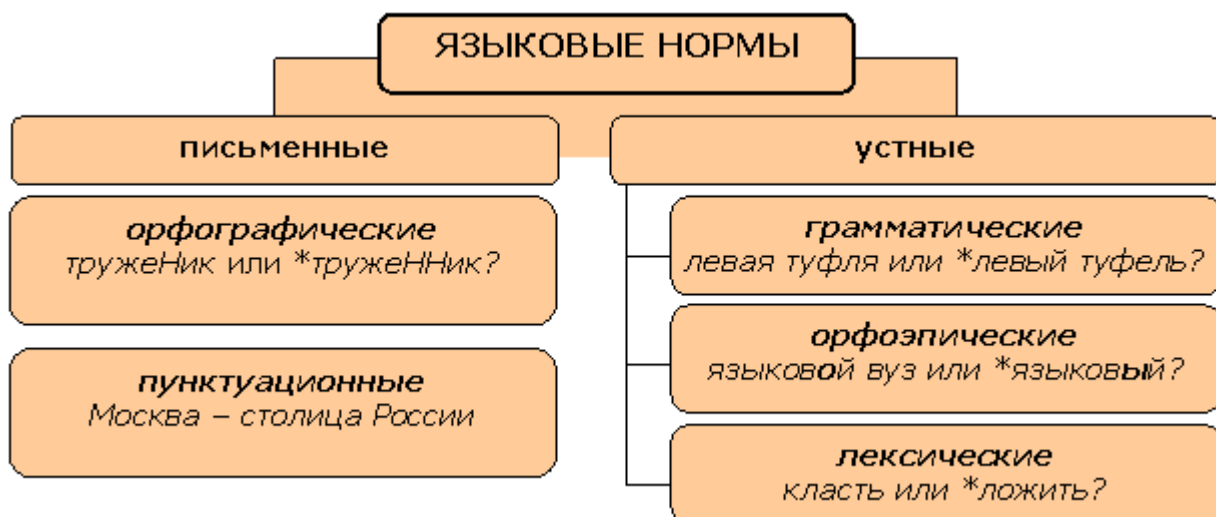 ЯЗЫКОВЫЕ НОРМЫ
письменные
орфографические
тружеНик или *тружеННик?
пунктуационные
Москва – столица России
устные
грамматические
левая туфля или *левый туфель?
орфоэпические
языковой вуз или *языковый?
лексические
класть или *ложить?